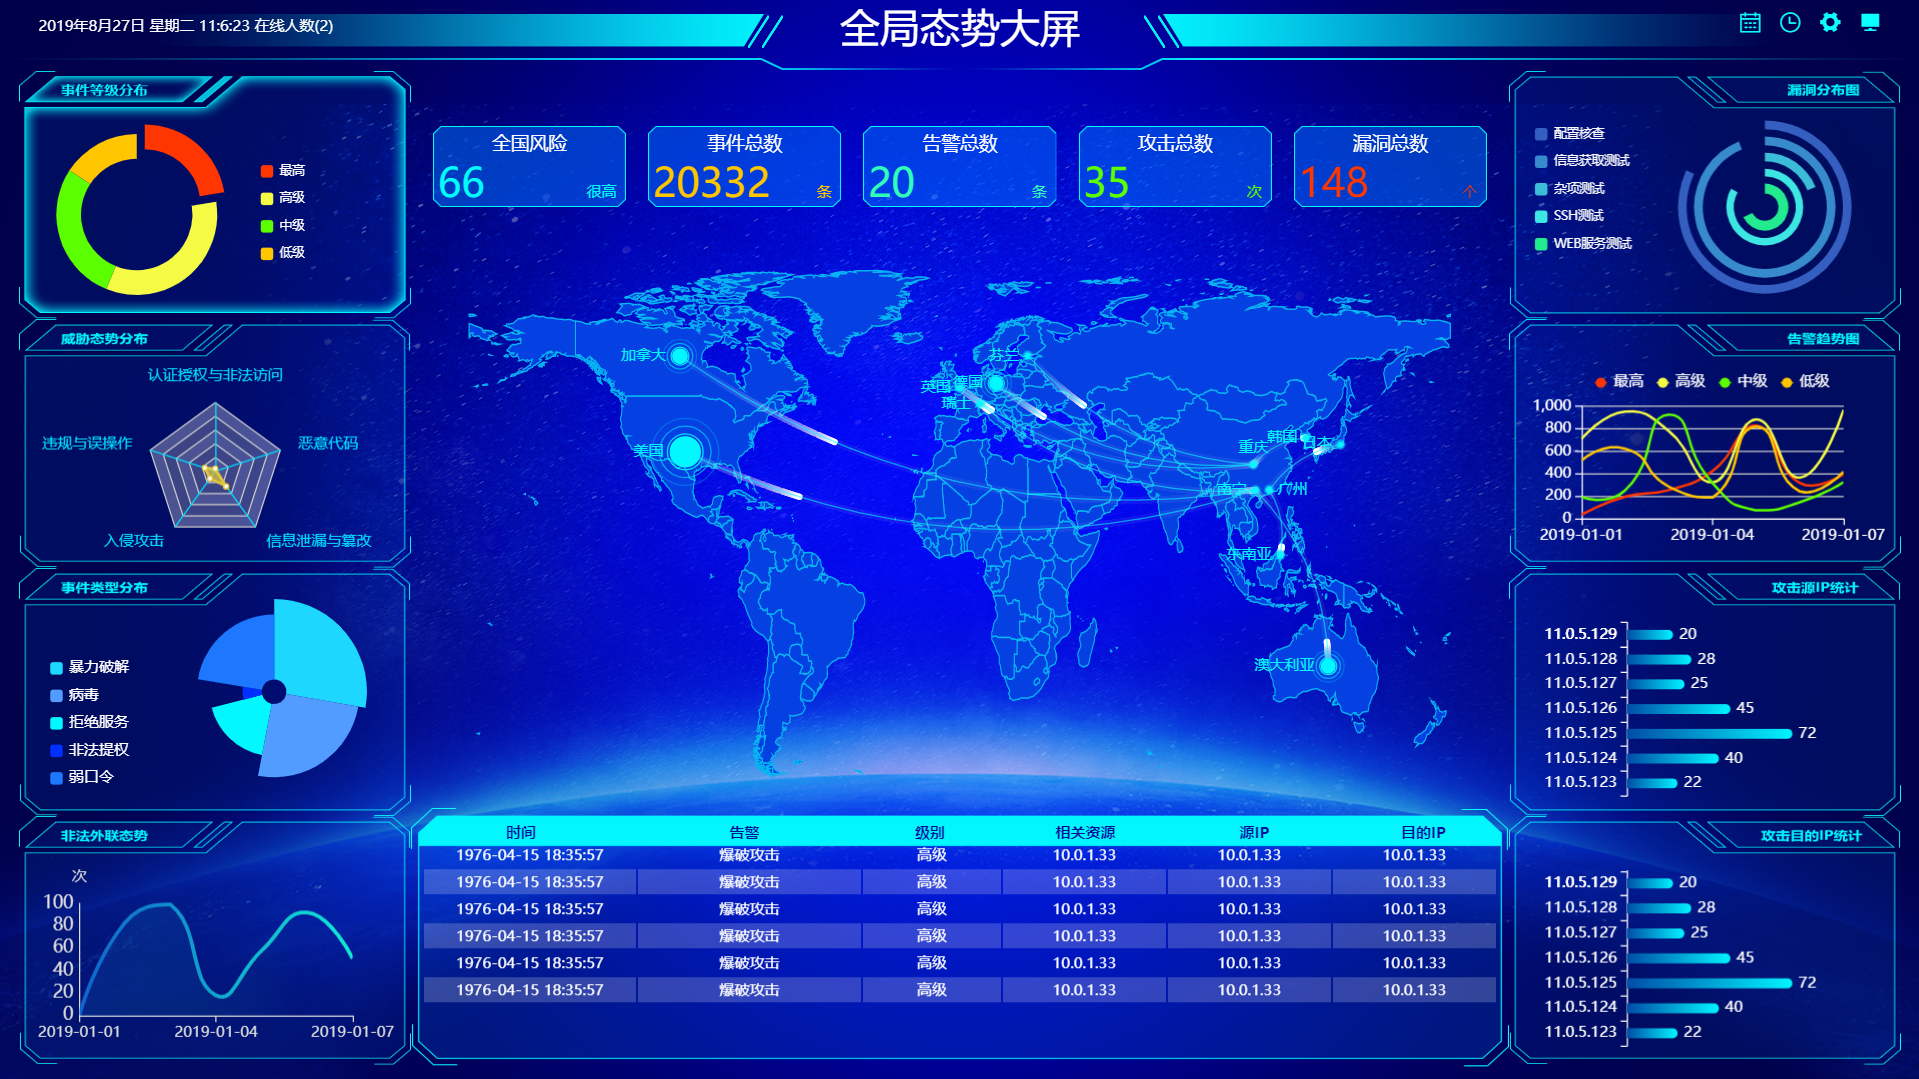 2019年8月27日 星期二 11:6:23 在线人数(2)
全局态势大屏
事件等级分布
最高
高级
中级
低级
威胁态势分布
认证授权与非法访问
违规与误操作
恶意代码
入侵攻击
信息泄漏与篡改
事件类型分布
暴力破解
病毒
拒绝服务
非法提权
弱口令
非法外联态势
次
100
80
60
40
20
0
2019-01-01 2019-01-04 2019-01-07
全国风险
66 很高
事件总数
20332 条
告警总数
20 条
攻击总数
35 次
漏洞总数
148 个
加拿大
芬兰
英国
德国
瑞士
美国
重庆
韩国
日本
南宁
广州
东南亚
澳大利亚
时间 告警 级别 相关资源 源IP 目的IP
1976-04-15 18:35:57 爆破攻击 高级 10.0.1.33 10.0.1.33 10.0.1.33
1976-04-15 18:35:57 爆破攻击 高级 10.0.1.33 10.0.1.33 10.0.1.33
1976-04-15 18:35:57 爆破攻击 高级 10.0.1.33 10.0.1.33 10.0.1.33
1976-04-15 18:35:57 爆破攻击 高级 10.0.1.33 10.0.1.33 10.0.1.33
1976-04-15 18:35:57 爆破攻击 高级 10.0.1.33 10.0.1.33 10.0.1.33
1976-04-15 18:35:57 爆破攻击 高级 10.0.1.33 10.0.1.33 10.0.1.33
漏洞分布图
配置核查
信息获取测试
杂项测试
SSH测试
WEB服务测试
告警趋势图
最高 高级 中级 低级
1,000
800
600
400
200
0
2019-01-01 2019-01-04 2019-01-07
攻击源IP统计
11.0.5.129 20
11.0.5.128 28
11.0.5.127 25
11.0.5.126 45
11.0.5.125 72
11.0.5.124 40
11.0.5.123 22
攻击目的IP统计
11.0.5.129 20
11.0.5.128 28
11.0.5.127 25
11.0.5.126 45
11.0.5.125 72
11.0.5.124 40
11.0.5.123 22